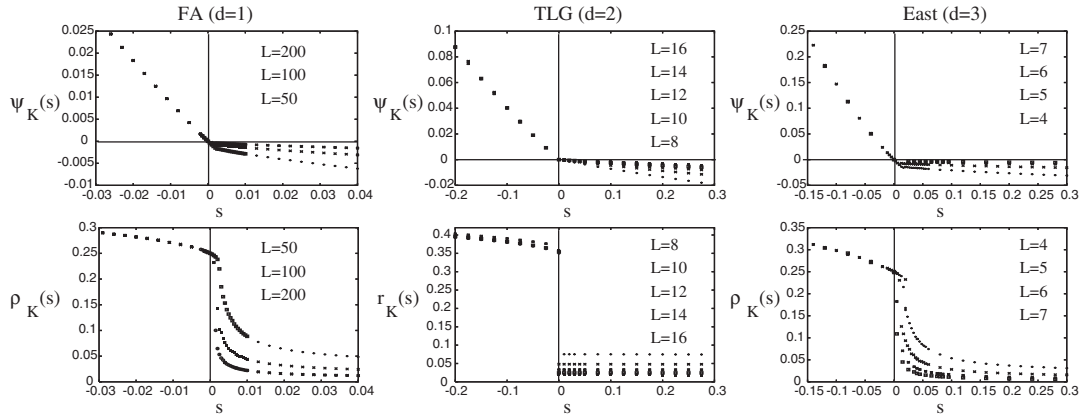 FA (d=1)
0.025
0.02
0.015
0.01
0.005
0
-0.005
-0.01
ψ_K(s)
L=200
L=100
L=50
-0.03 -0.02 -0.01 0 0.01 0.02 0.03 0.04
s
TLG (d=2)
0.1
0.08
0.06
0.04
0.02
0
-0.02
ψ_K(s)
L=16
L=14
L=12
L=10
L=8
-0.2 -0.1 0 0.1 0.2 0.3
s
East (d=3)
0.25
0.2
0.15
0.1
0.05
0
-0.05
ψ_K(s)
L=7
L=6
L=5
L=4
-0.15 -0.1 -0.05 0 0.05 0.1 0.15 0.2 0.25 0.3
s
0.3
0.25
0.2
0.15
0.1
0.05
0
ρ_K(s)
L=50
L=100
L=200
-0.03 -0.02 -0.01 0 0.01 0.02 0.03 0.04
s
0.4
0.35
0.3
0.25
0.2
0.15
0.1
0.05
0
r_K(s)
L=8
L=10
L=12
L=14
L=16
-0.2 -0.1 0 0.1 0.2 0.3
s
0.35
0.3
0.25
0.2
0.15
0.1
0.05
0
ρ_K(s)
L=4
L=5
L=6
L=7
-0.15 -0.1 -0.05 0 0.05 0.1 0.15 0.2 0.25 0.3
s